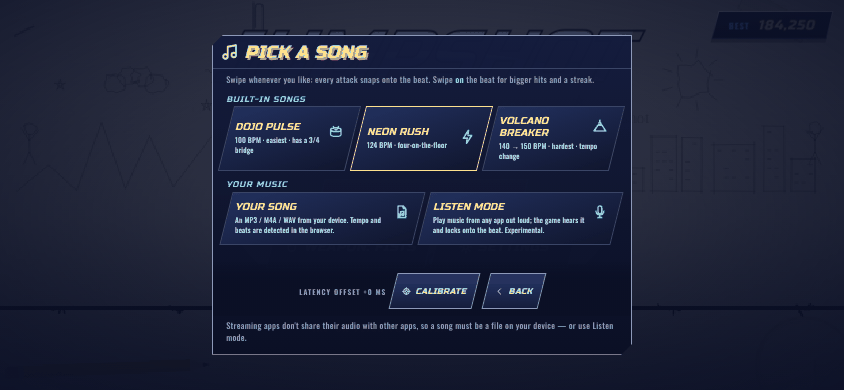 BEST 184,250
PICK A SONG
Swipe whenever you like: every attack snaps onto the beat. Swipe on the beat for bigger hits and a streak.
BUILT-IN SONGS
DOJO PULSE
100 BPM · easiest · has a 3/4
bridge
NEON RUSH
124 BPM · four-on-the-floor
VOLCANO
BREAKER
140 → 150 BPM · hardest · tempo
change
YOUR MUSIC
YOUR SONG
An MP3 / M4A / WAV from your device. Tempo and
beats are detected in the browser.
LISTEN MODE
Play music from any app out loud; the game hears it
and locks onto the beat. Experimental.
LATENCY OFFSET +0 MS
CALIBRATE
BACK
Streaming apps don't share their audio with other apps, so a song must be a file on your device — or use Listen
mode.